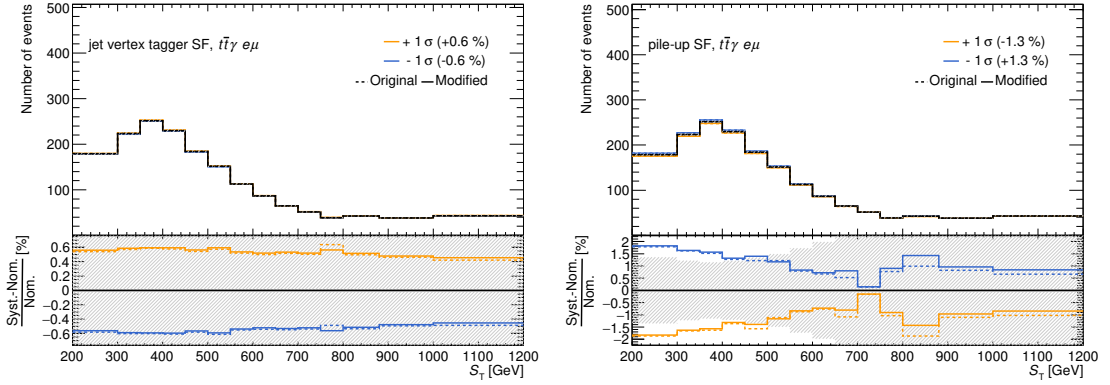 Number of events
500
400
300
200
100
jet vertex tagger SF, tt̄γ eμ
+ 1 σ (+0.6 %)
- 1 σ (-0.6 %)
Original
Modified
Syst.-Nom.
Nom.
[%]
0.6
0.4
0.2
0
−0.2
−0.4
−0.6
200 300 400 500 600 700 800 900 1000 1100 1200
S_T [GeV]
Number of events
500
400
300
200
100
pile-up SF, tt̄γ eμ
+ 1 σ (-1.3 %)
- 1 σ (+1.3 %)
Original
Modified
Syst.-Nom.
Nom.
[%]
2
1.5
1
0.5
0
−0.5
−1
−1.5
−2
200 300 400 500 600 700 800 900 1000 1100 1200
S_T [GeV]